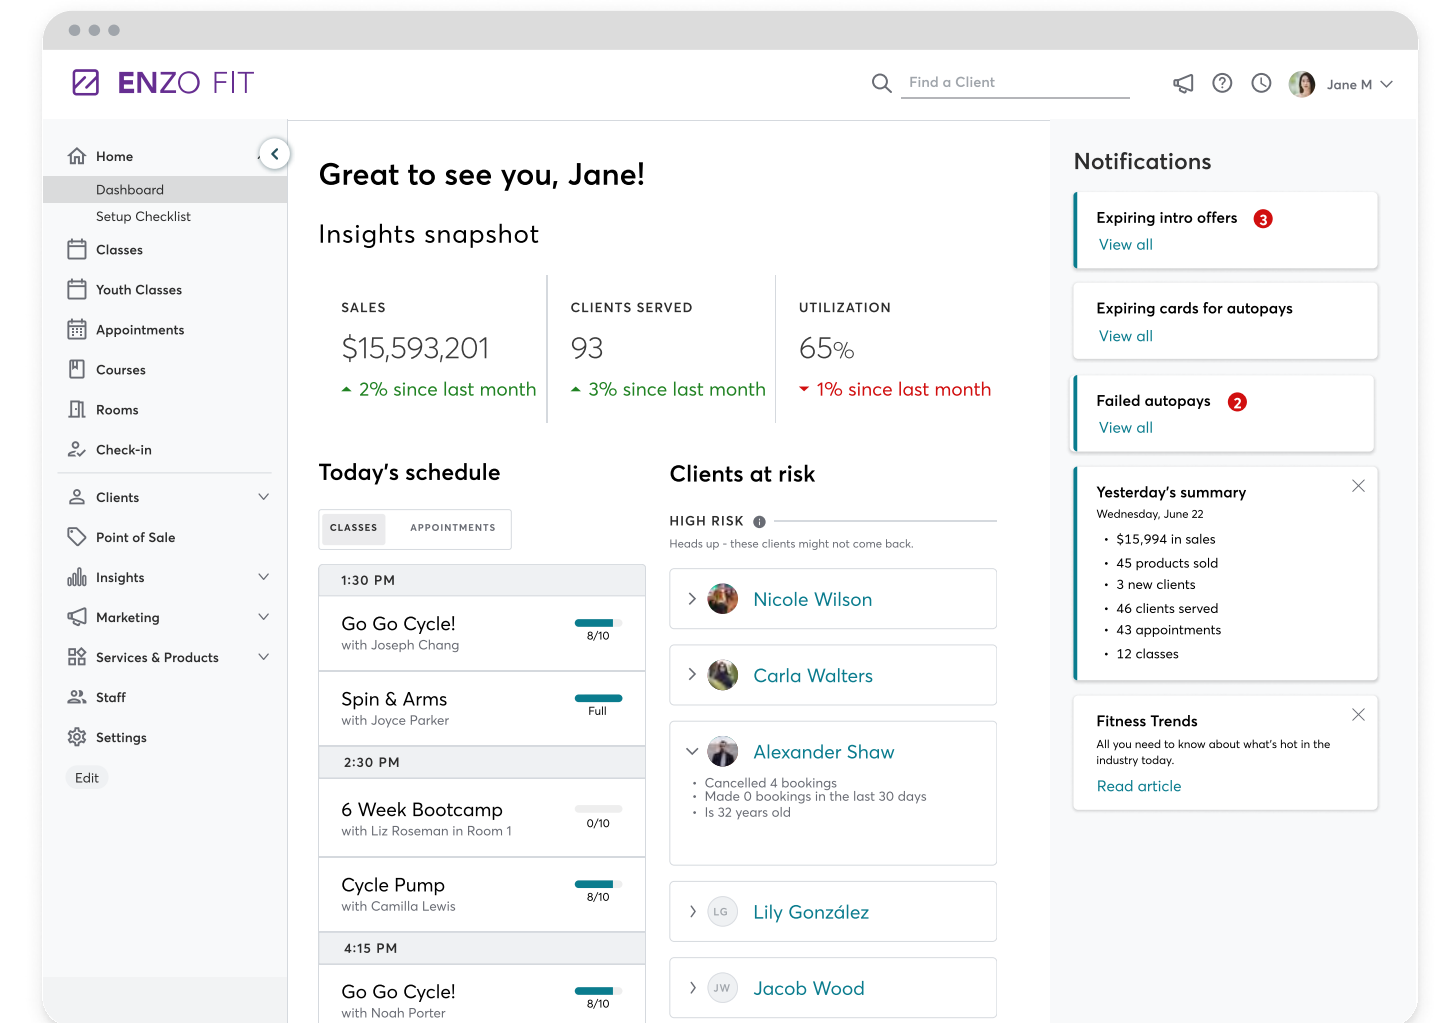 ENZO FIT
Find a Client
Jane M
Home
Dashboard
Setup Checklist
Classes
Youth Classes
Appointments
Courses
Rooms
Check-in
Clients
Point of Sale
Insights
Marketing
Services & Products
Staff
Settings
Edit
Great to see you, Jane!
Insights snapshot
SALES
$15,593,201
2% since last month
CLIENTS SERVED
93
3% since last month
UTILIZATION
65%
1% since last month
Today's schedule
CLASSES APPOINTMENTS
1:30 PM
Go Go Cycle!
with Joseph Chang
8/10
Spin & Arms
with Joyce Parker
Full
2:30 PM
6 Week Bootcamp
with Liz Roseman in Room 1
0/10
Cycle Pump
with Camilla Lewis
8/10
4:15 PM
Go Go Cycle!
with Noah Porter
8/10
Clients at risk
HIGH RISK
Heads up - these clients might not come back.
Nicole Wilson
Carla Walters
Alexander Shaw
• Cancelled 4 bookings
• Made 0 bookings in the last 30 days
• Is 32 years old
LG Lily González
JW Jacob Wood
Notifications
Expiring intro offers 3
View all
Expiring cards for autopays
View all
Failed autopays 2
View all
Yesterday's summary
Wednesday, June 22
• $15,994 in sales
• 45 products sold
• 3 new clients
• 46 clients served
• 43 appointments
• 12 classes
Fitness Trends
All you need to know about what's hot in the
industry today.
Read article